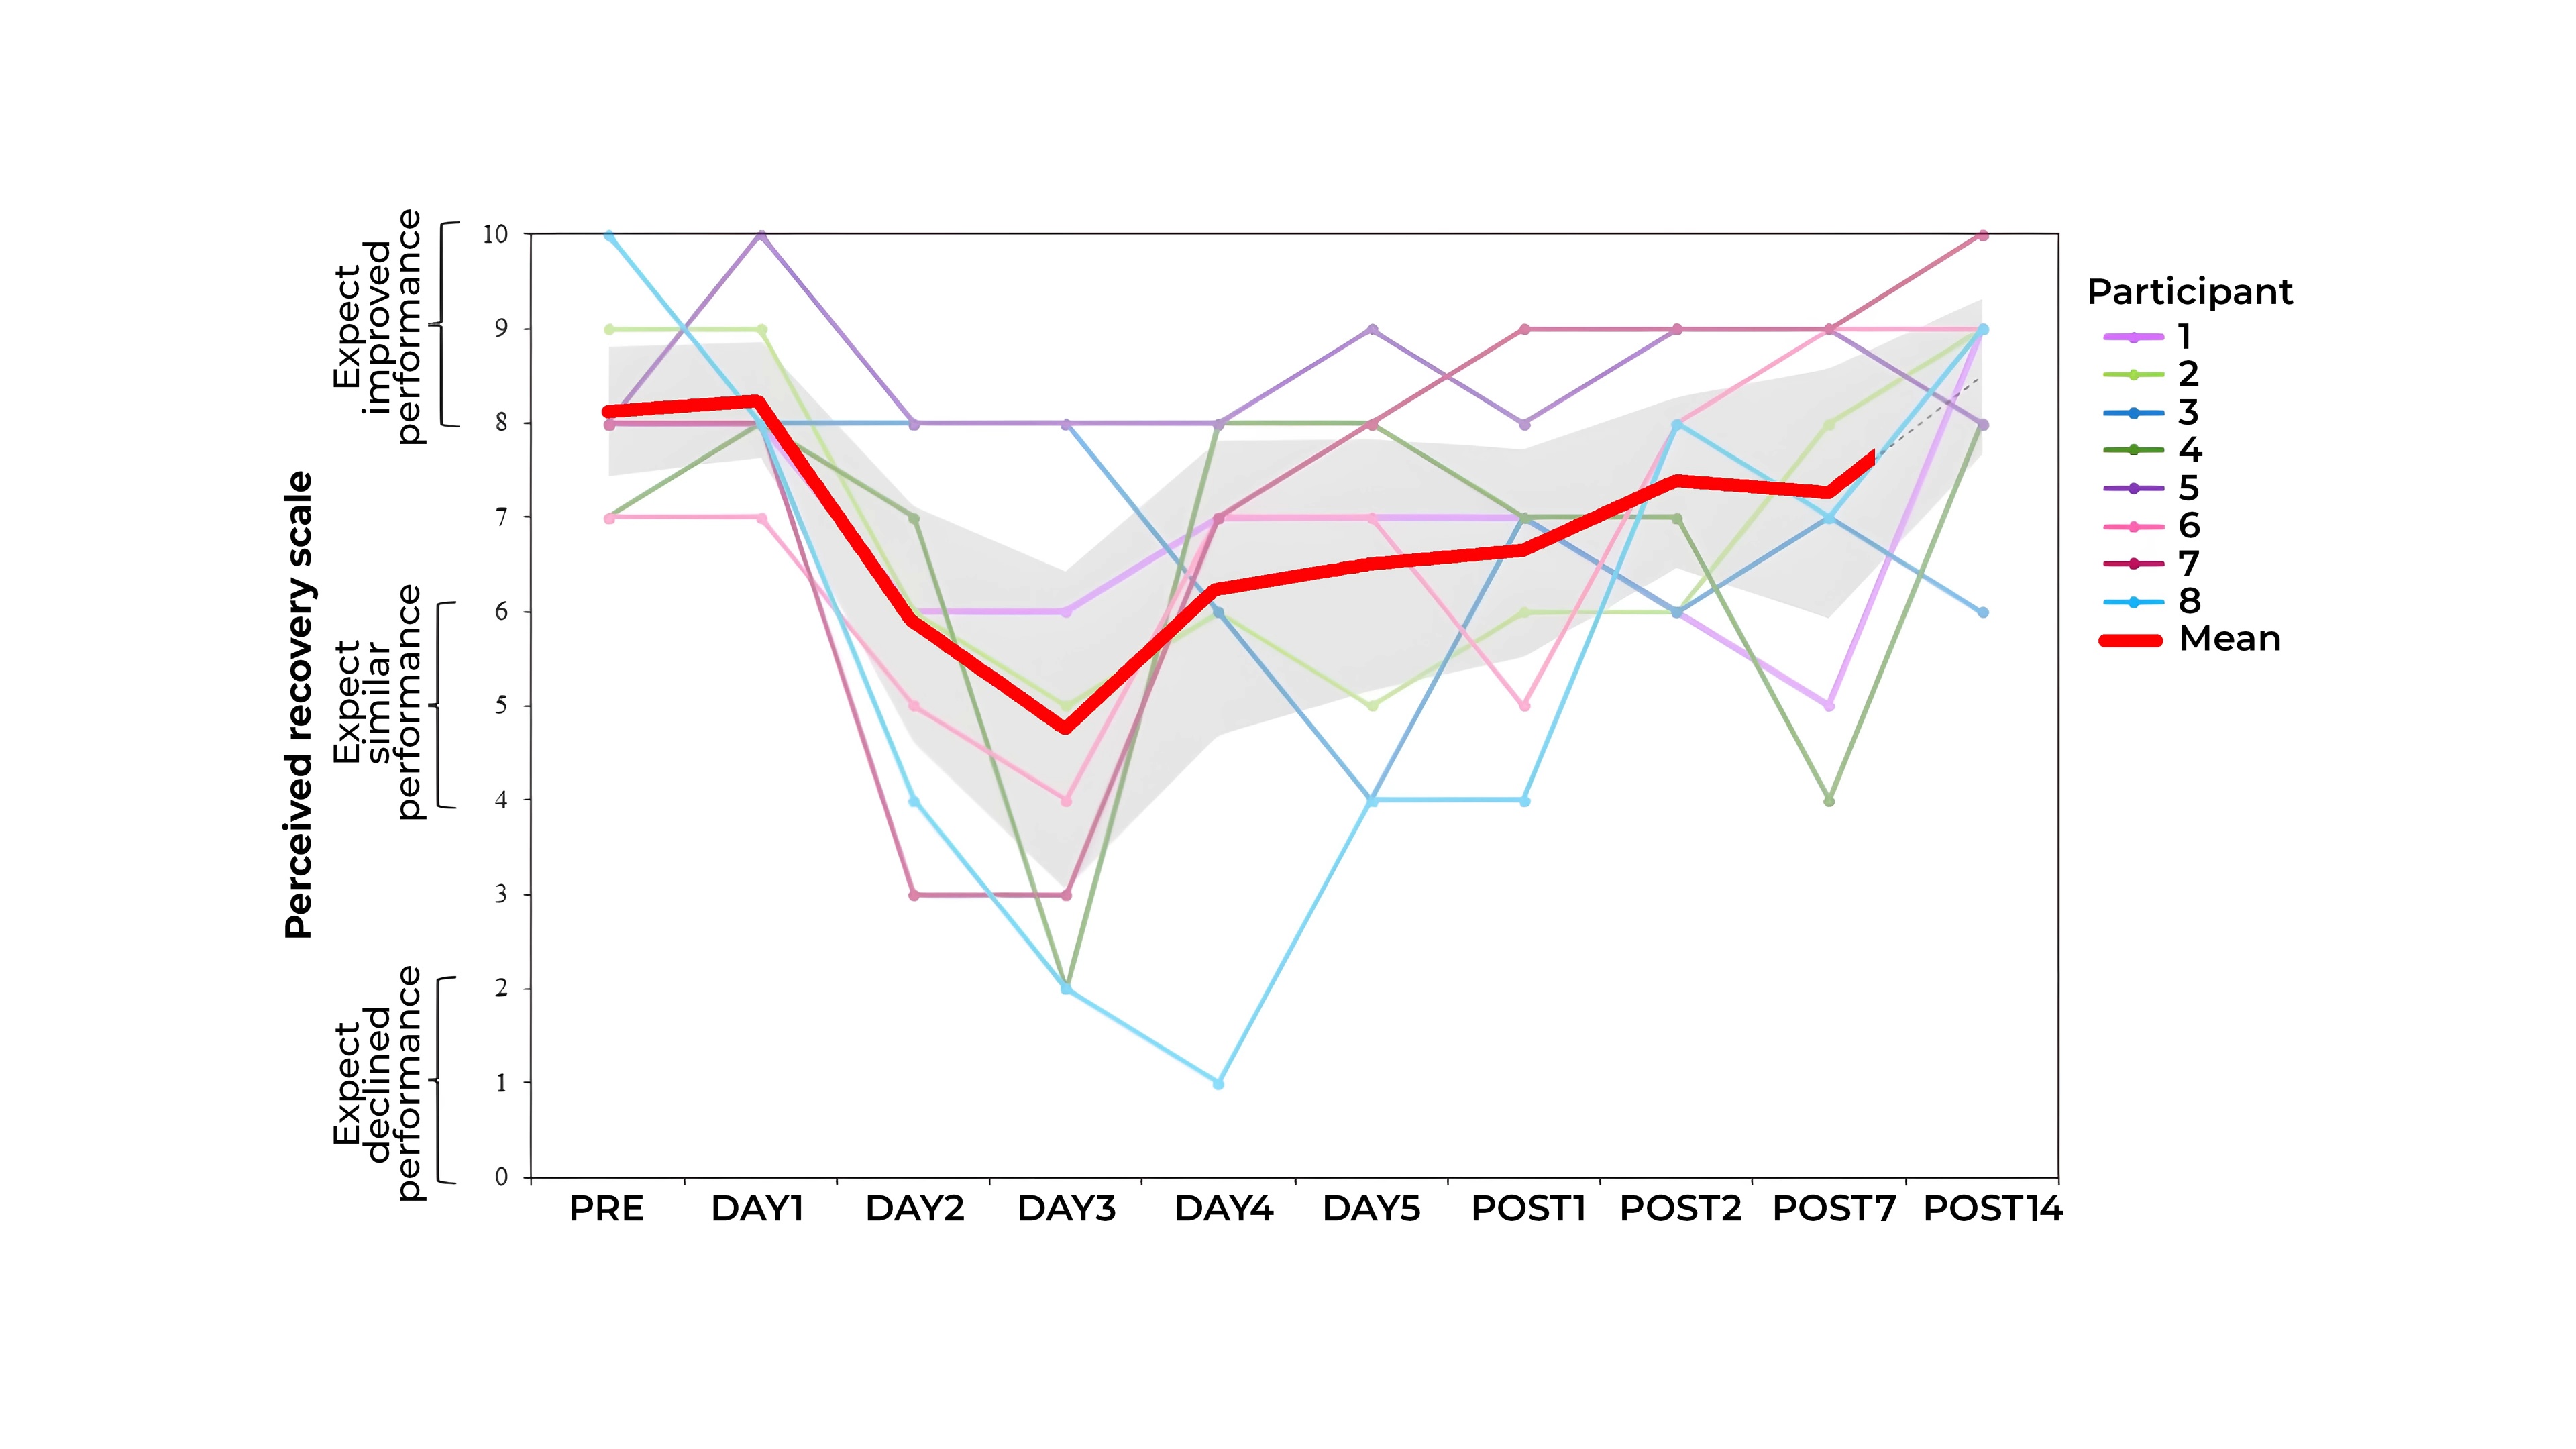 Perceived recovery scale
Expect
improved
performance
Expect
similar
performance
Expect
declined
performance
10
9
8
7
6
5
4
3
2
1
0
PRE
DAY1
DAY2
DAY3
DAY4
DAY5
POST1
POST2
POST7
POST14
Participant
1
2
3
4
5
6
7
8
Mean